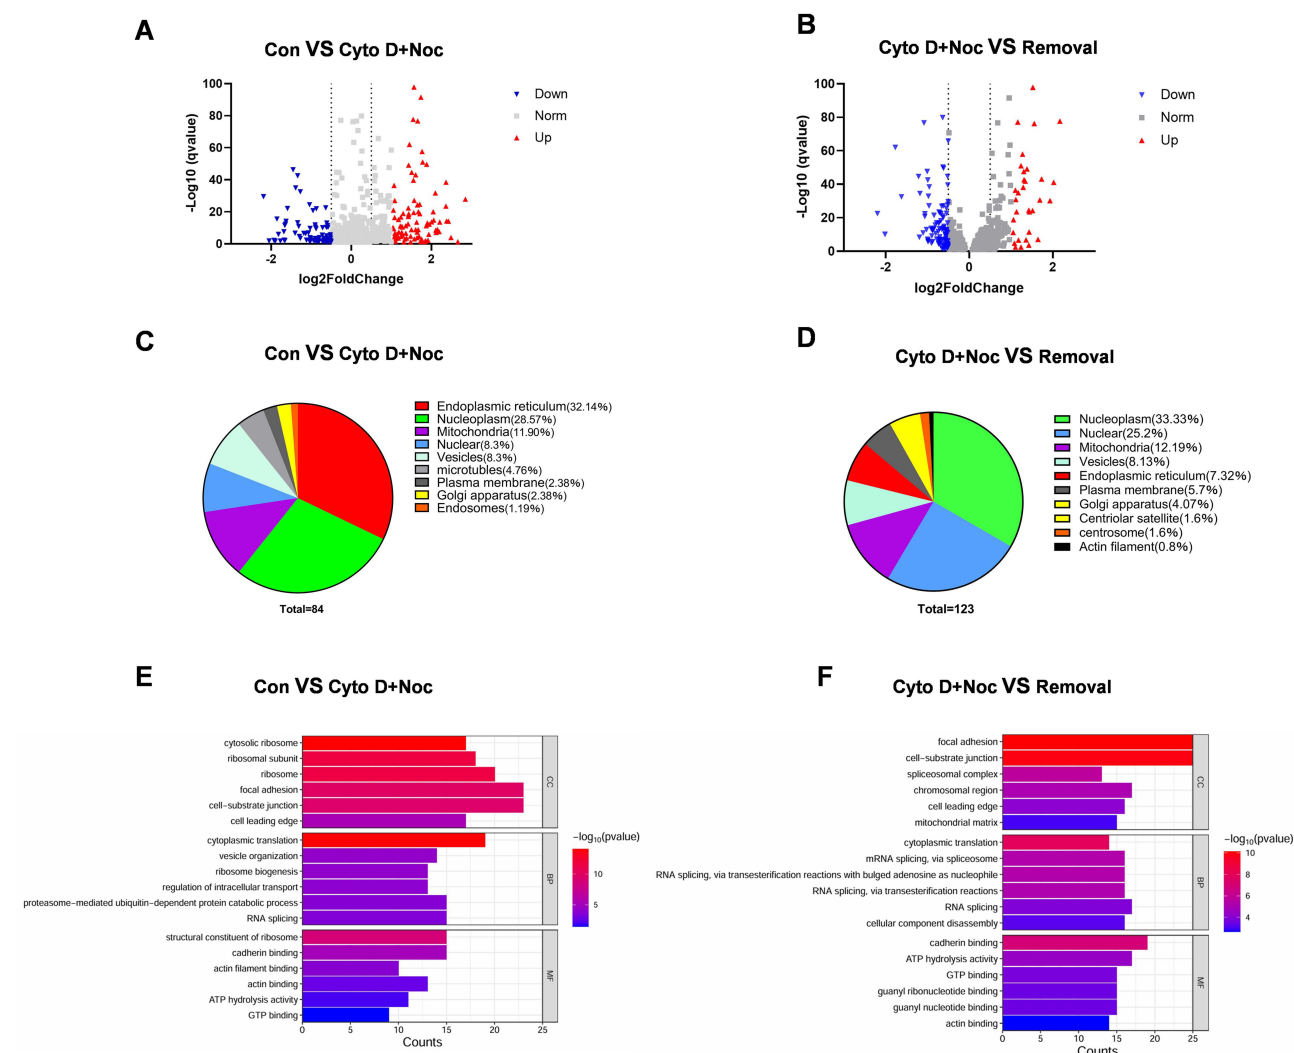 A
Con VS Cyto D+Noc
100
80
60
40
20
0
-Log10 (qvalue)
-2
0
2
log2FoldChange
Down
Norm
Up
B
Cyto D+Noc VS Removal
100
80
60
40
20
0
-Log10 (qvalue)
-2
0
2
log2FoldChange
Down
Norm
Up
C
Con VS Cyto D+Noc
Endoplasmic reticulum(32.14%)
Nucleoplasm(28.57%)
Mitochondria(11.90%)
Nuclear(8.3%)
Vesicles(8.3%)
microtubles(4.76%)
Plasma membrane(2.38%)
Golgi apparatus(2.38%)
Endosomes(1.19%)
Total=84
D
Cyto D+Noc VS Removal
Nucleoplasm(33.33%)
Nuclear(25.2%)
Mitochondria(12.19%)
Vesicles(8.13%)
Endoplasmic reticulum(7.32%)
Plasma membrane(5.7%)
Golgi apparatus(4.07%)
Centriolar satellite(1.6%)
centrosome(1.6%)
Actin filament(0.8%)
Total=123
E
Con VS Cyto D+Noc
cytosolic ribosome
ribosomal subunit
ribosome
focal adhesion
cell−substrate junction
cell leading edge
CC
cytoplasmic translation
vesicle organization
ribosome biogenesis
regulation of intracellular transport
proteasome−mediated ubiquitin−dependent protein catabolic process
RNA splicing
BP
structural constituent of ribosome
cadherin binding
actin filament binding
actin binding
ATP hydrolysis activity
GTP binding
MF
0
5
10
15
20
25
Counts
−log10(pvalue)
10
5
F
Cyto D+Noc VS Removal
focal adhesion
cell−substrate junction
spliceosomal complex
chromosomal region
cell leading edge
mitochondrial matrix
CC
cytoplasmic translation
mRNA splicing, via spliceosome
RNA splicing, via transesterification reactions with bulged adenosine as nucleophile
RNA splicing, via transesterification reactions
RNA splicing
cellular component disassembly
BP
cadherin binding
ATP hydrolysis activity
GTP binding
guanyl ribonucleotide binding
guanyl nucleotide binding
actin binding
MF
0
5
10
15
20
25
Counts
−log10(pvalue)
10
8
6
4